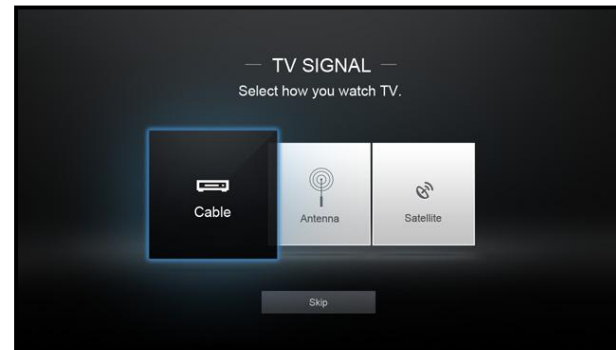 TV SIGNAL
Select how you watch TV.
Cable
Antenna
Satellite
Skip